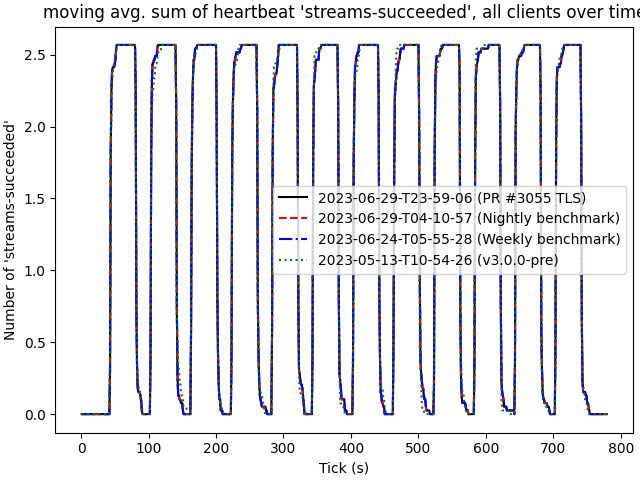 moving avg. sum of heartbeat 'streams-succeeded', all clients over time
2.5
2.0
1.5
1.0
0.5
0.0
Number of 'streams-succeeded'
2023-06-29-T23-59-06 (PR #3055 TLS)
2023-06-29-T04-10-57 (Nightly benchmark)
2023-06-24-T05-55-28 (Weekly benchmark)
2023-05-13-T10-54-26 (v3.0.0-pre)
0 100 200 300 400 500 600 700 800
Tick (s)